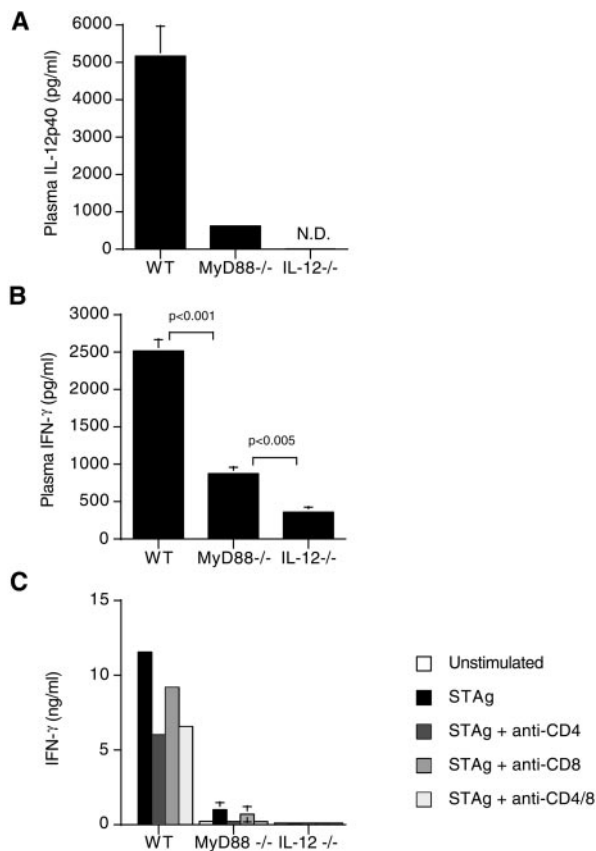 A
Plasma IL-12p40 (pg/ml)
6000
5000
4000
3000
2000
1000
0
N.D.
WT MyD88-/- IL-12-/-
B
Plasma IFN-γ (pg/ml)
3000
2500
2000
1500
1000
500
0
p<0.001
p<0.005
WT MyD88-/- IL-12-/-
C
IFN-γ (ng/ml)
15
10
5
0
WT MyD88 -/- IL-12 -/-
Unstimulated
STAg
STAg + anti-CD4
STAg + anti-CD8
STAg + anti-CD4/8